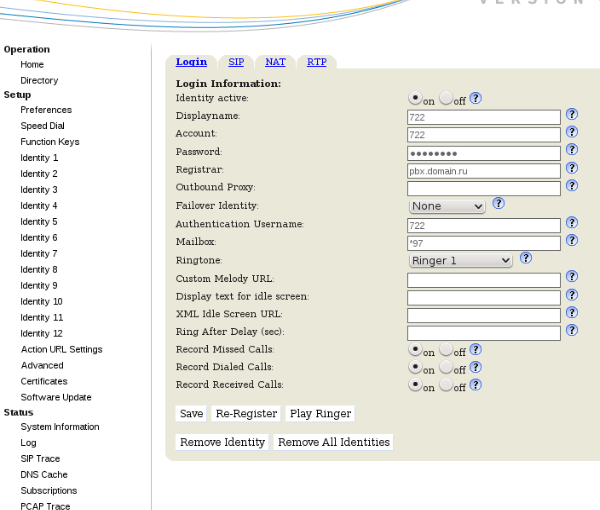 VERSION
Operation
Home
Directory
Setup
Preferences
Speed Dial
Function Keys
Identity 1
Identity 2
Identity 3
Identity 4
Identity 5
Identity 6
Identity 7
Identity 8
Identity 9
Identity 10
Identity 11
Identity 12
Action URL Settings
Advanced
Certificates
Software Update
Status
System Information
Log
SIP Trace
DNS Cache
Subscriptions
PCAP Trace
Login SIP NAT RTP
Login Information:
Identity active: on off ?
Displayname: 722 ?
Account: 722 ?
Password: ●●●●●●●● ?
Registrar: pbx.domain.ru ?
Outbound Proxy: ?
Failover Identity: None ?
Authentication Username: 722 ?
Mailbox: *97 ?
Ringtone: Ringer 1 ?
Custom Melody URL: ?
Display text for idle screen: ?
XML Idle Screen URL: ?
Ring After Delay (sec): ?
Record Missed Calls: on off ?
Record Dialed Calls: on off ?
Record Received Calls: on off ?
Save Re-Register Play Ringer
Remove Identity Remove All Identities